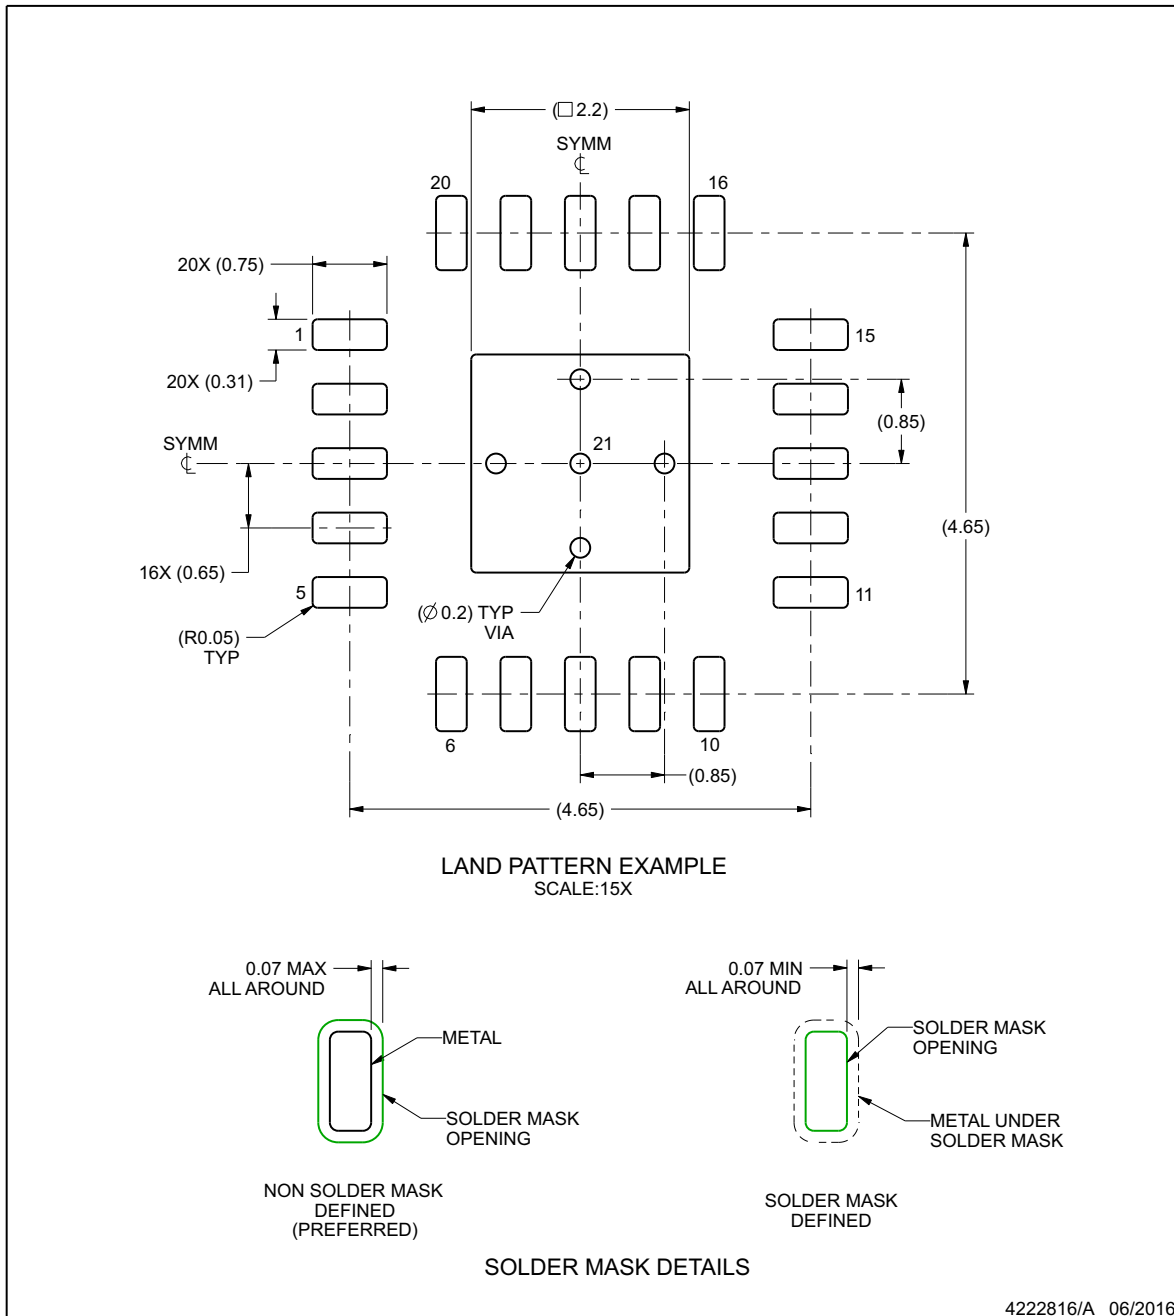 (□2.2)
SYMM
℄
20
16
20X (0.75)
1
15
20X (0.31)
(0.85)
SYMM
℄
21
(4.65)
16X (0.65)
5
11
(∅0.2) TYP
VIA
(R0.05)
TYP
6
10
(0.85)
(4.65)
LAND PATTERN EXAMPLE
SCALE:15X
0.07 MAX
ALL AROUND
METAL
SOLDER MASK
OPENING
NON SOLDER MASK
DEFINED
(PREFERRED)
0.07 MIN
ALL AROUND
SOLDER MASK
OPENING
METAL UNDER
SOLDER MASK
SOLDER MASK
DEFINED
SOLDER MASK DETAILS
4222816/A 06/2016